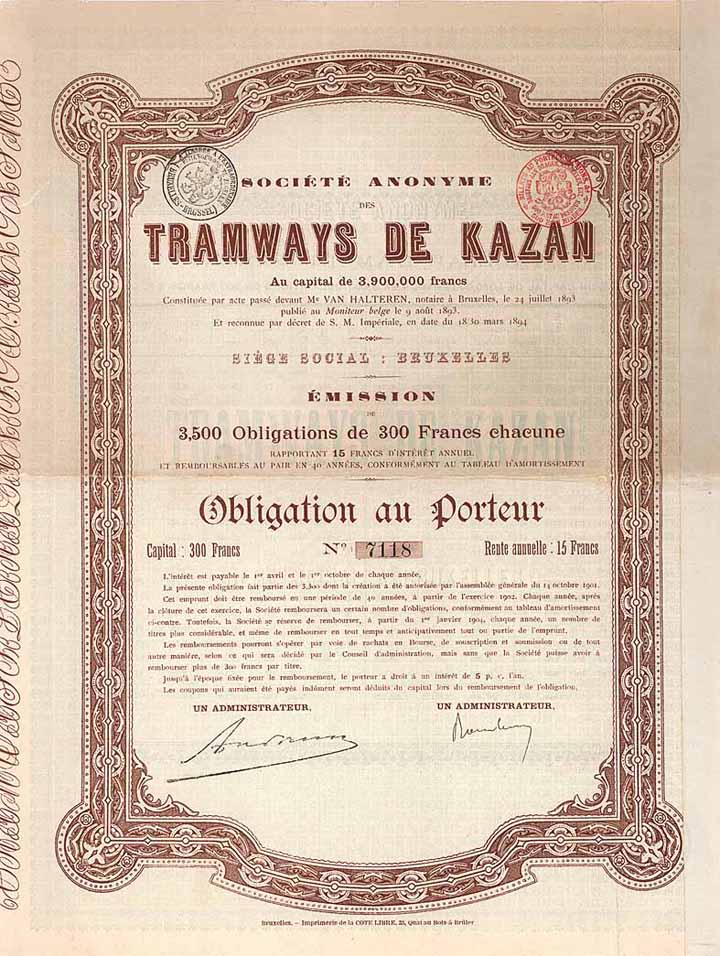 SOCIÉTÉ ANONYME
DES
TRAMWAYS DE KAZAN
Au capital de 3,900,000 francs
Constituée par acte passé devant Me VAN HALTEREN, notaire à Bruxelles, le 24 juillet 1893
publié au Moniteur belge le 9 août 1893.
Et reconnue par décret de S. M. Impériale, en date du 18/30 mars 1894
SIÈGE SOCIAL : BRUXELLES
ÉMISSION
DE
3,500 Obligations de 300 Francs chacune
RAPPORTANT 15 FRANCS D'INTÉRÊT ANNUEL
ET REMBOURSABLES AU PAIR EN 40 ANNÉES, CONFORMÉMENT AU TABLEAU D'AMORTISSEMENT
Obligation au Porteur
Capital : 300 Francs No 7118 Rente annuelle : 15 Francs
L'intérêt est payable le 1er avril et le 1er octobre de chaque année,
La présente obligation fait partie des 3,500 dont la création a été autorisée par l'assemblée générale du 14 octobre 1901.
Cet emprunt doit être remboursé en une période de 40 années, à partir de l'exercice 1902. Chaque année, après
la clôture de cet exercice, la Société remboursera un certain nombre d'obligations, conformément au tableau d'amortissement
ci-contre. Toutefois, la Société se réserve de rembourser, à partir du 1er janvier 1904, chaque année, un nombre de
titres plus considérable, et même de rembourser en tout temps et anticipativement tout ou partie de l'emprunt.
Les remboursements pourront s'opérer par voie de rachats en Bourse, de souscription et soumission ou de tout
autre manière, selon ce qui sera décidé par le Conseil d'administration, mais sans que la Société puisse avoir à
rembourser plus de 300 francs par titre.
Jusqu'à l'époque fixée pour le remboursement, le porteur a droit à un intérêt de 5 p. c. l'an.
Les coupons qui auraient été payés indûment seront déduits du capital lors du remboursement de l'obligation,
UN ADMINISTRATEUR, UN ADMINISTRATEUR,
Bruxelles. — Imprimerie de la COTE LIBRE, 25, Quai au Bois à Brûler